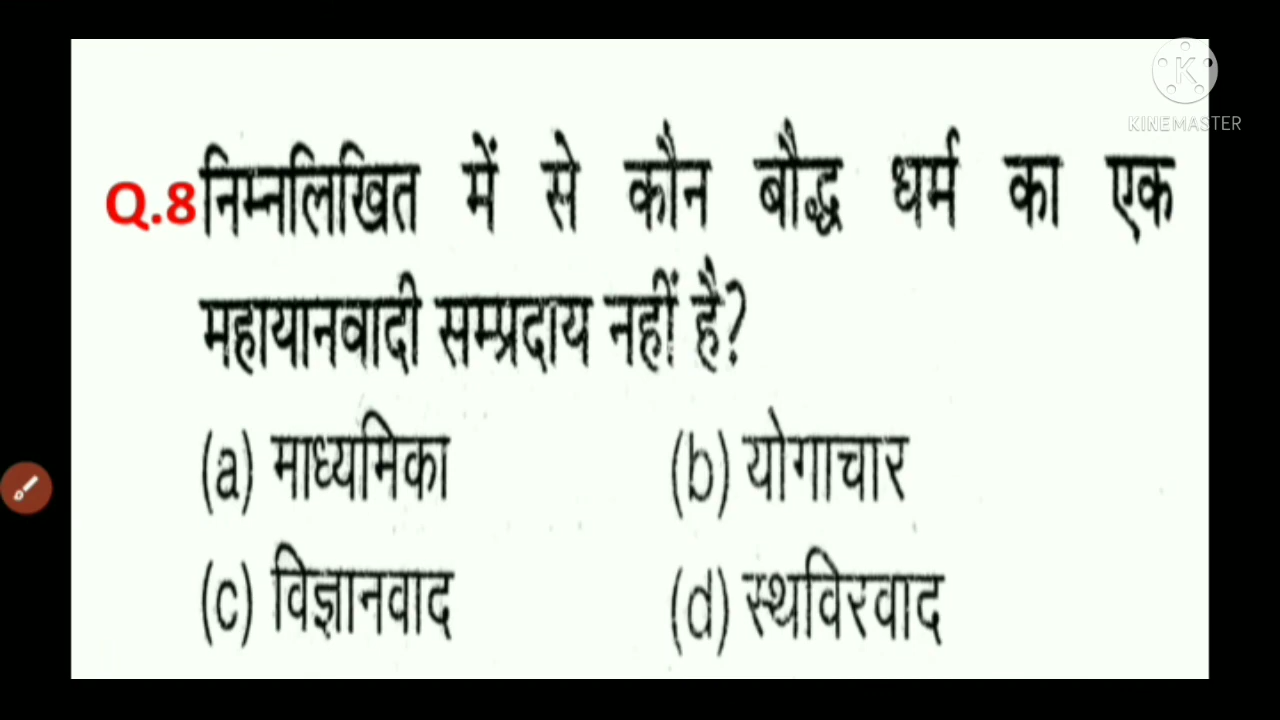 KINEMASTER
Q.8 निम्नलिखित में से कौन बौद्ध धर्म का एक
महायानवादी सम्प्रदाय नहीं है?
(a) माध्यमिका (b) योगाचार
(c) विज्ञानवाद (d) स्थविरवाद